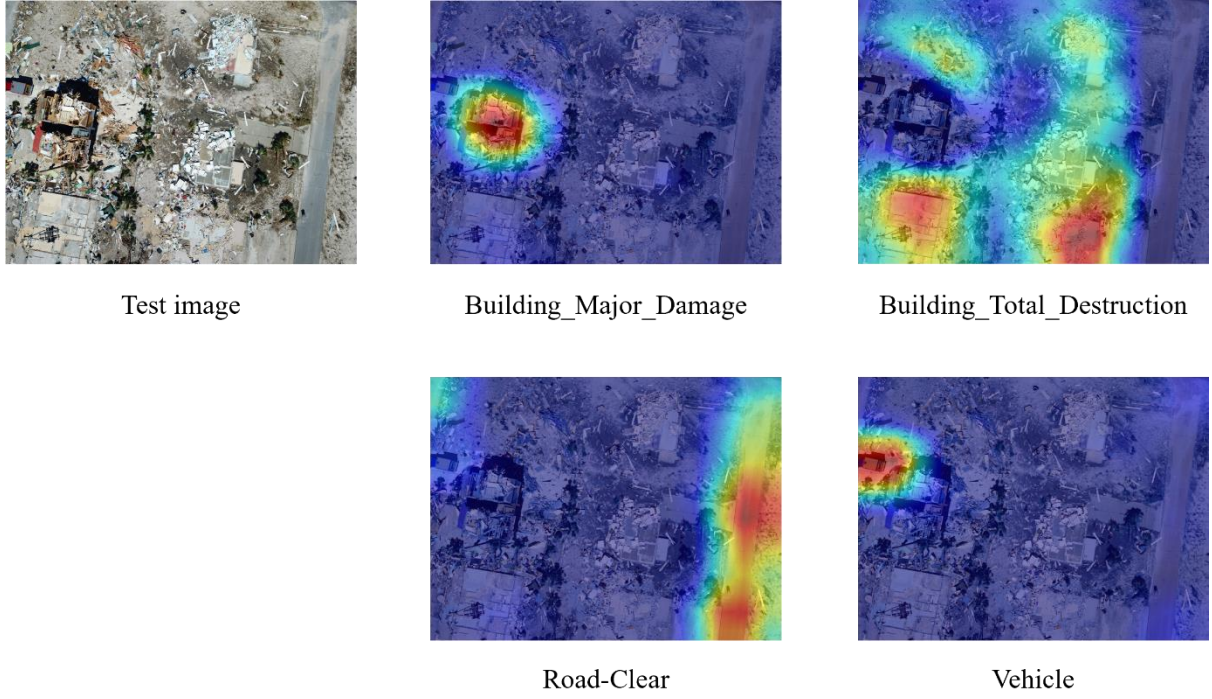 Test image
Building_Major_Damage
Building_Total_Destruction
Road-Clear
Vehicle